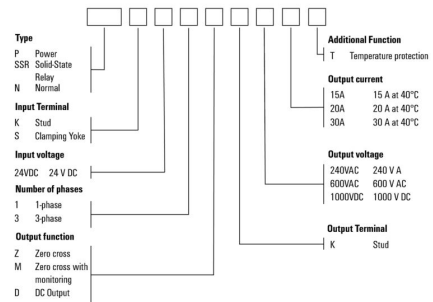 Type
P Power
SSR Solid-State
Relay
N Normal
Input Terminal
K Stud
S Clamping Yoke
Input voltage
24VDC 24 V DC
Number of phases
1 1-phase
3 3-phase
Output function
Z Zero cross
M Zero cross with
monitoring
D DC Output
Additional Function
T Temperature protection
Output current
15A 15 A at 40°C
20A 20 A at 40°C
30A 30 A at 40°C
Output voltage
240VAC 240 V A
600VAC 600 V AC
1000VDC 1000 V DC
Output Terminal
K Stud